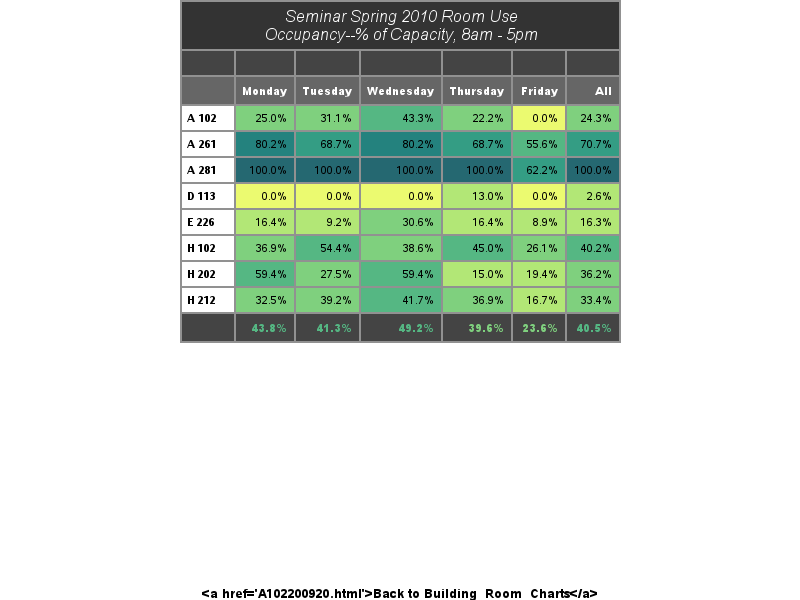 Seminar Spring 2010 Room Use
Occupancy--% of Capacity, 8am - 5pm
Monday Tuesday Wednesday Thursday Friday All
A 102 25.0% 31.1% 43.3% 22.2% 0.0% 24.3%
A 261 80.2% 68.7% 80.2% 68.7% 55.6% 70.7%
A 281 100.0% 100.0% 100.0% 100.0% 62.2% 100.0%
D 113 0.0% 0.0% 0.0% 13.0% 0.0% 2.6%
E 226 16.4% 9.2% 30.6% 16.4% 8.9% 16.3%
H 102 36.9% 54.4% 38.6% 45.0% 26.1% 40.2%
H 202 59.4% 27.5% 59.4% 15.0% 19.4% 36.2%
H 212 32.5% 39.2% 41.7% 36.9% 16.7% 33.4%
43.8% 41.3% 49.2% 39.6% 23.6% 40.5%
<a href='A102200920.html'>Back to Building_Room_Charts</a>